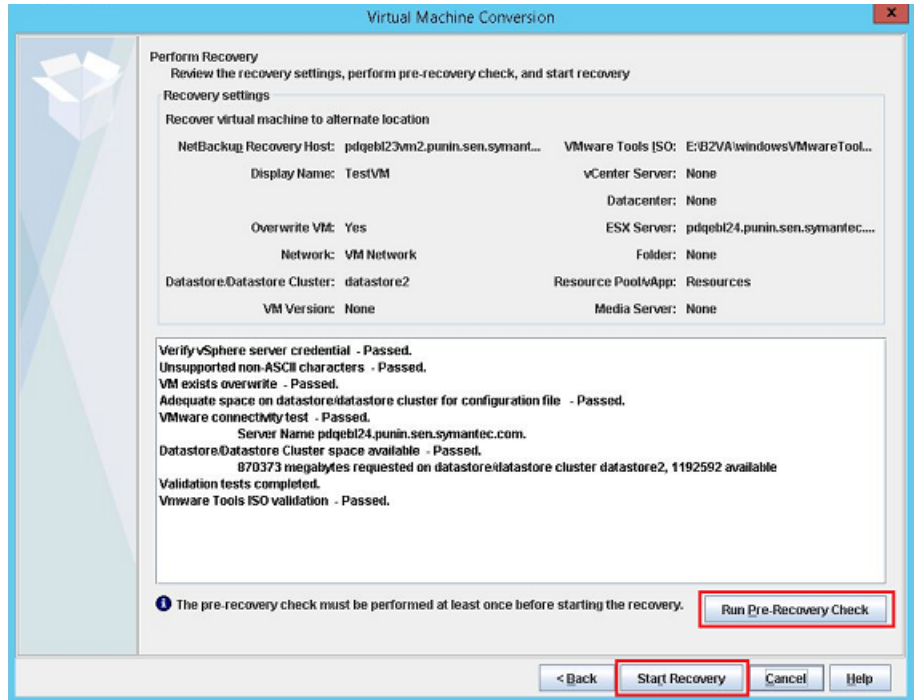 Virtual Machine Conversion
x
Perform Recovery
Review the recovery settings, perform pre-recovery check, and start recovery
Recovery settings
Recover virtual machine to alternate location
NetBackup Recovery Host: pdqebl23vm2.punin.sen.symant... VMware Tools ISO: E:\B2VA\windowsVMwareTool...
Display Name: TestVM vCenter Server: None
Datacenter: None
Overwrite VM: Yes ESX Server: pdqebl24.punin.sen.symantec....
Network: VM Network Folder: None
Datastore/Datastore Cluster: datastore2 Resource Pool/vApp: Resources
VM Version: None Media Server: None
Verify vSphere server credential - Passed.
Unsupported non-ASCII characters - Passed.
VM exists overwrite - Passed.
Adequate space on datastore/datastore cluster for configuration file - Passed.
VMware connectivity test - Passed.
Server Name pdqebl24.punin.sen.symantec.com.
Datastore/Datastore Cluster space available - Passed.
870373 megabytes requested on datastore/datastore cluster datastore2, 1192592 available
Validation tests completed.
Vmware Tools ISO validation - Passed.
The pre-recovery check must be performed at least once before starting the recovery. Run Pre-Recovery Check
< Back Start Recovery Cancel Help